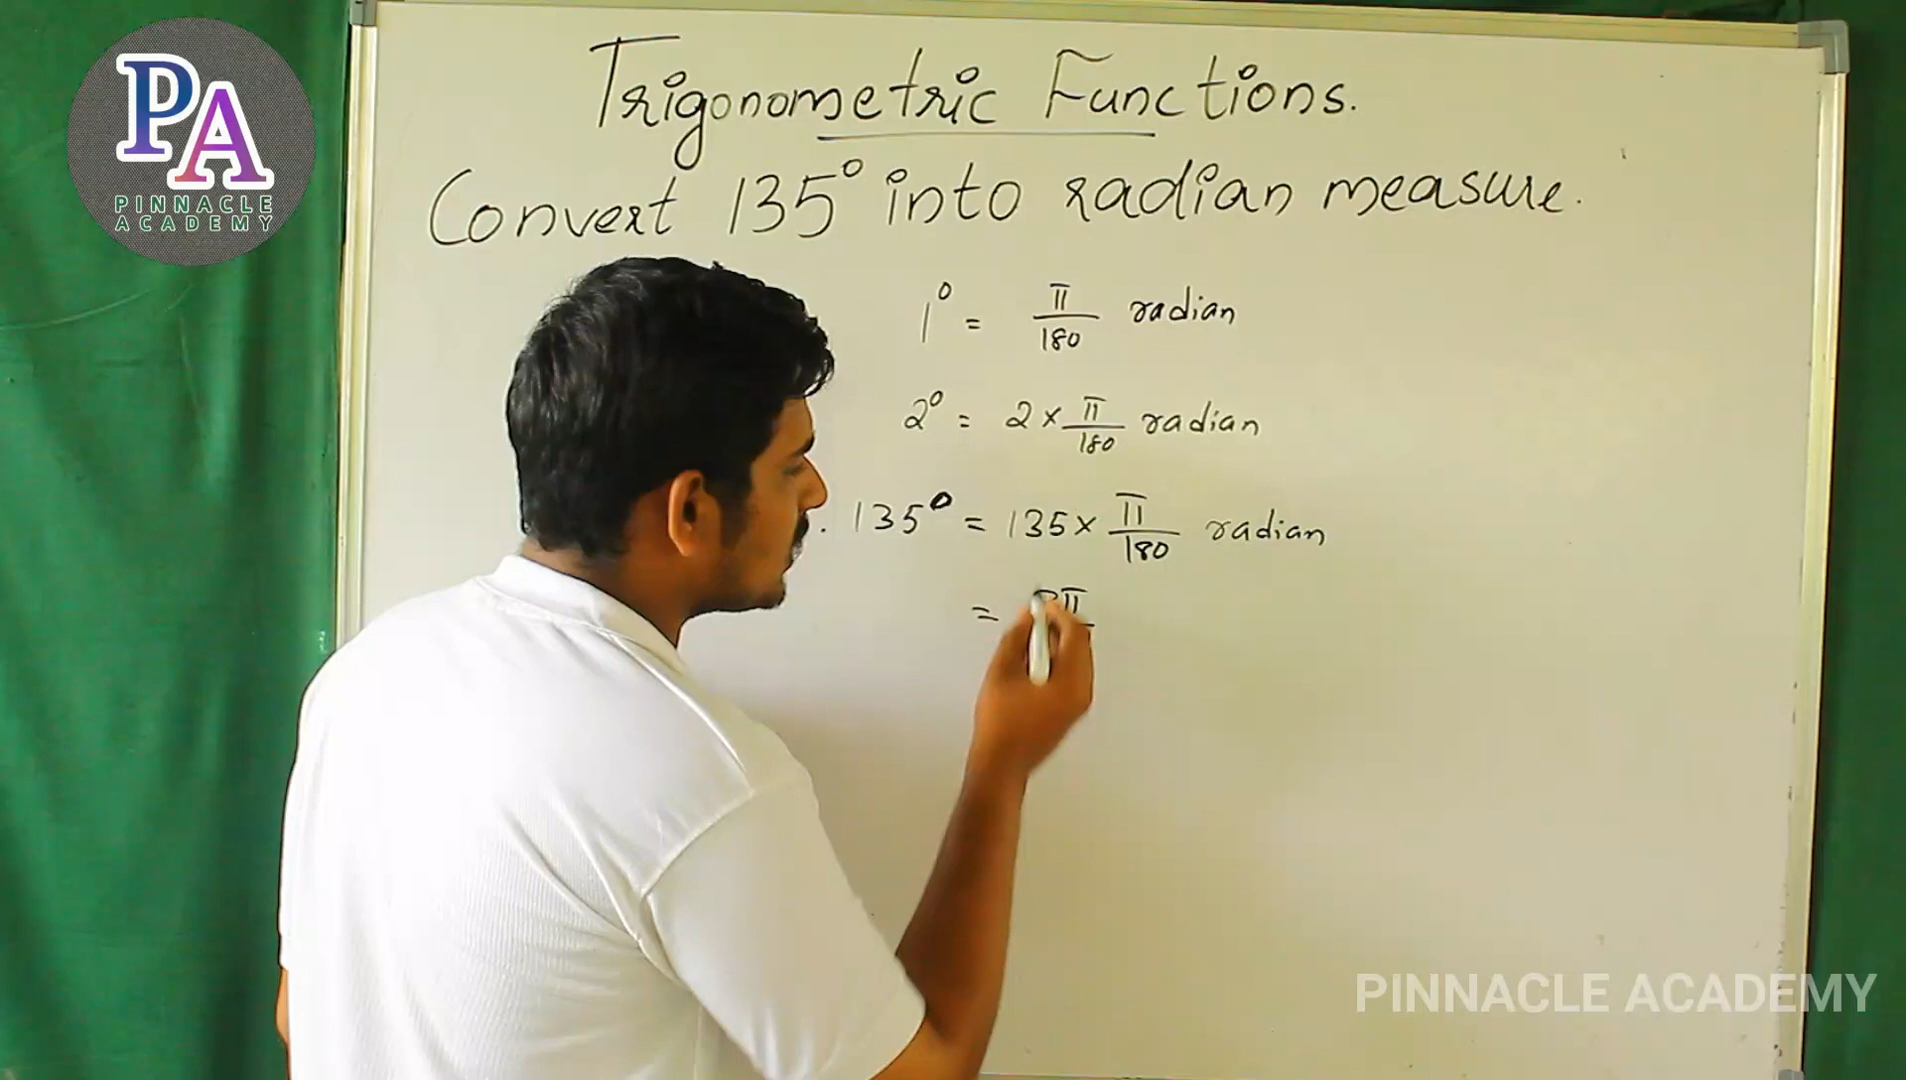 PA
PINNACLE
ACADEMY
Trigonometric Functions.
Convert 135° into radian measure.
1° = π/180 radian
2° = 2 × π/180 radian
. 135° = 135 × π/180 radian
= 3π
PINNACLE ACADEMY